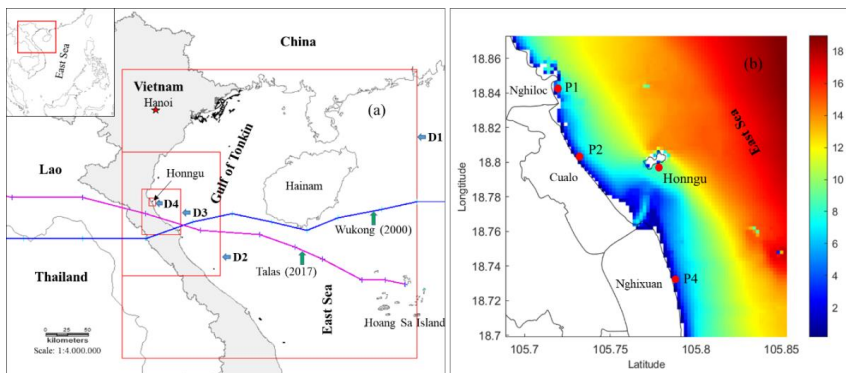 East Sea
China
Vietnam
Hanoi
(a)
D1
Lao
Gulf of Tonkin
Honngu
Hainam
D4
D3
Wukong (2000)
D2
Talas (2017)
Thailand
East Sea
Hoang Sa Island
0 25 50
kilometers
Scale: 1:4.000.000
(b)
18.86
18.84
18.82
18.8
18.78
18.76
18.74
18.72
18.7
Longtitude
Nghiloc
P1
P2
Cualo
Honngu
East Sea
Nghixuan
P4
105.7
105.75
105.8
105.85
Latitude
18
16
14
12
10
8
6
4
2